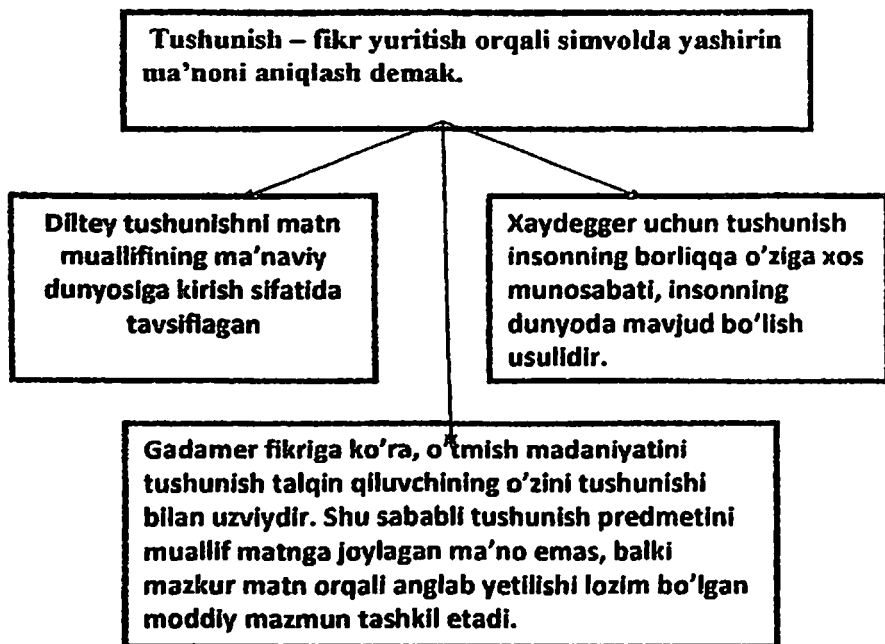 Tushunish – fikr yuritish orqali simvolda yashirin
ma'noni aniqlash demak.
Diltey tushunishni matn
muallifining ma'naviy
dunyosiga kirish sifatida
tavsiflagan
Xaydegger uchun tushunish
insonning borliqqa o'ziga xos
munosabati, insonning
dunyoda mavjud bo'lish
usulidir.
Gadamer fikriga ko'ra, o'tmish madaniyatini
tushunish talqin qiluvchining o'zini tushunishi
bilan uzviydir. Shu sababli tushunish predmetini
muallif matnga joylagan ma'no emas, balki
mazkur matn orqali anglab yetilishi lozim bo'lgan
moddiy mazmun tashkil etadi.